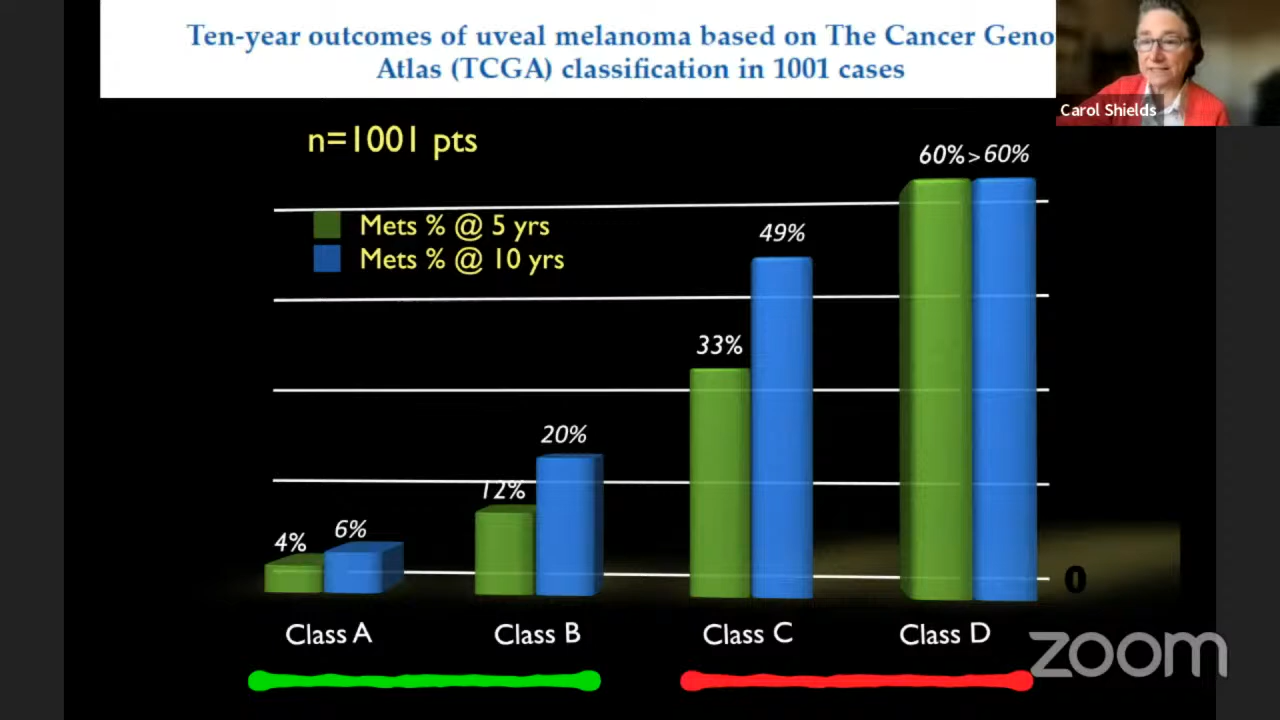 Ten-year outcomes of uveal melanoma based on The Cancer Geno
Atlas (TCGA) classification in 1001 cases
Carol Shields
n=1001 pts
Mets % @ 5 yrs
Mets % @ 10 yrs
4%
6%
12%
20%
33%
49%
60% > 60%
0
Class A
Class B
Class C
Class D
zoom